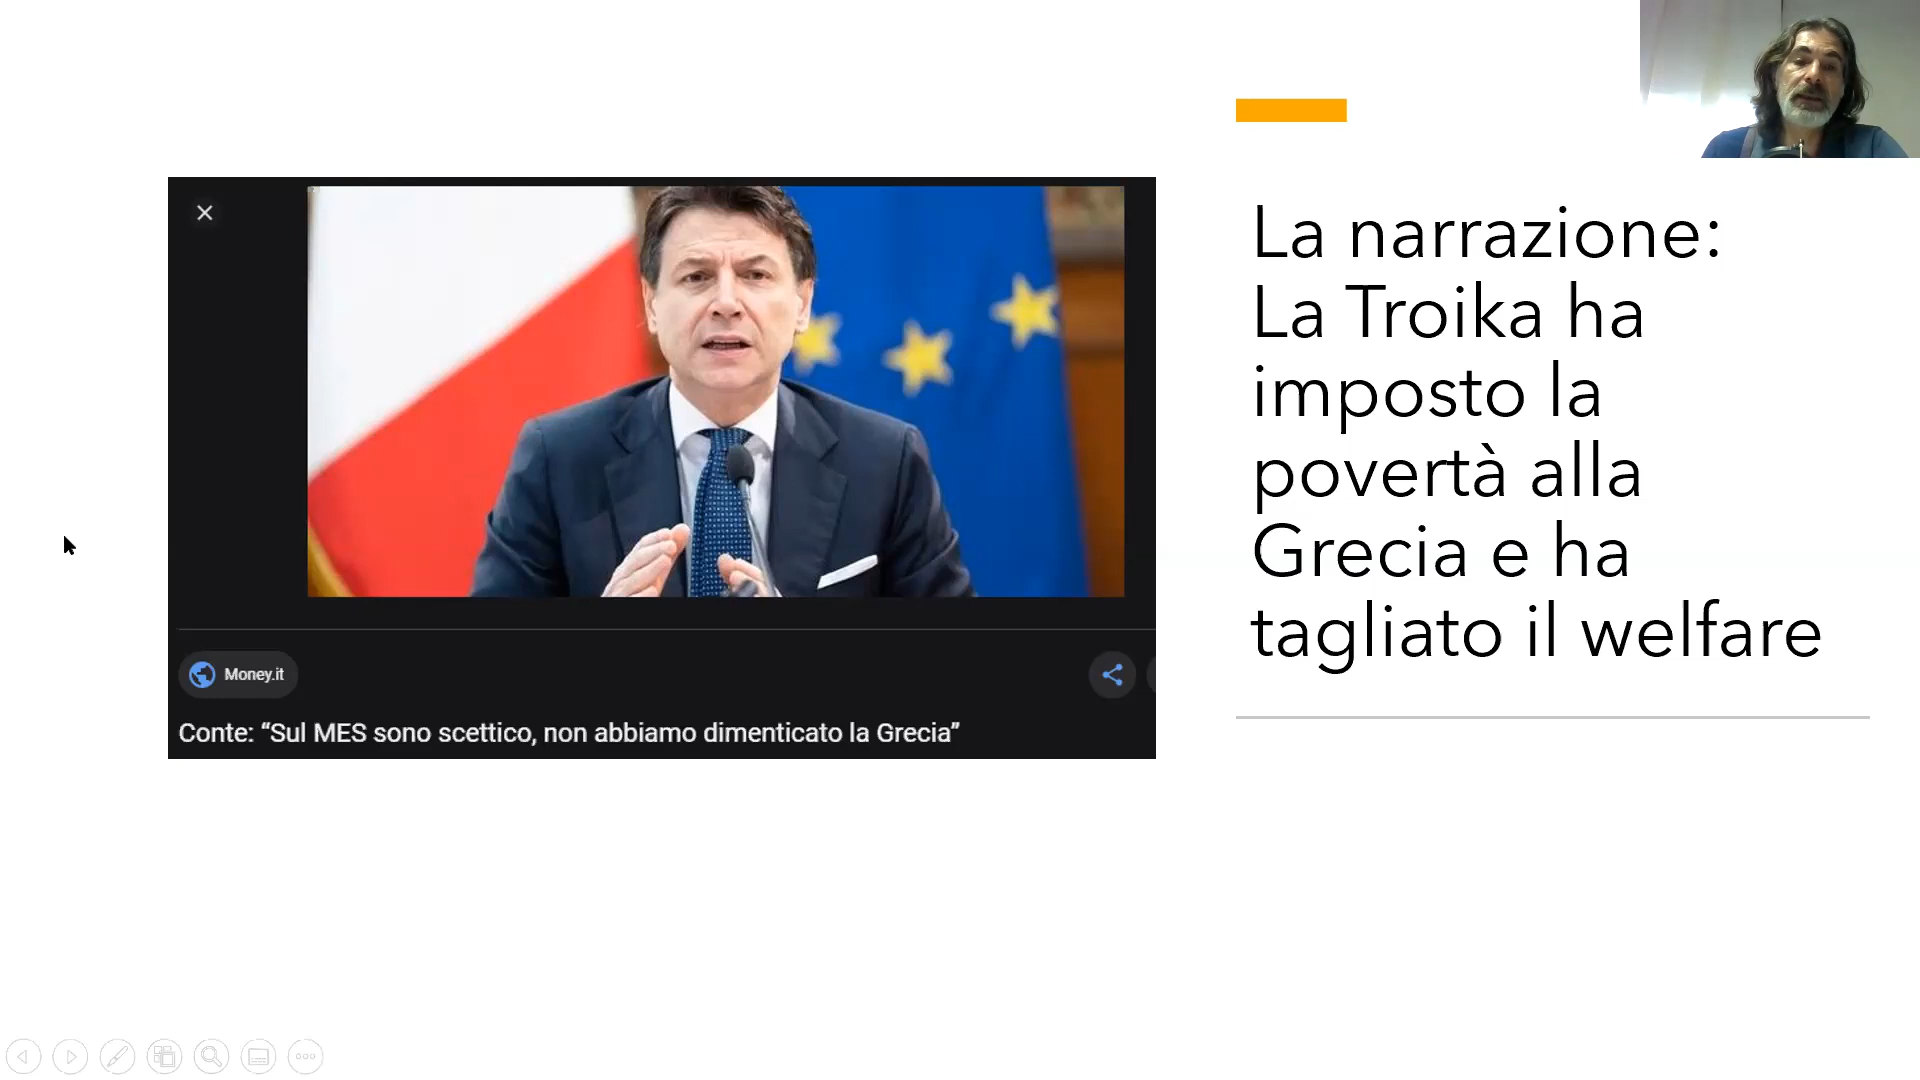 La narrazione:
La Troika ha
imposto la
povertà alla
Grecia e ha
tagliato il welfare
Money.it
Conte: “Sul MES sono scettico, non abbiamo dimenticato la Grecia”